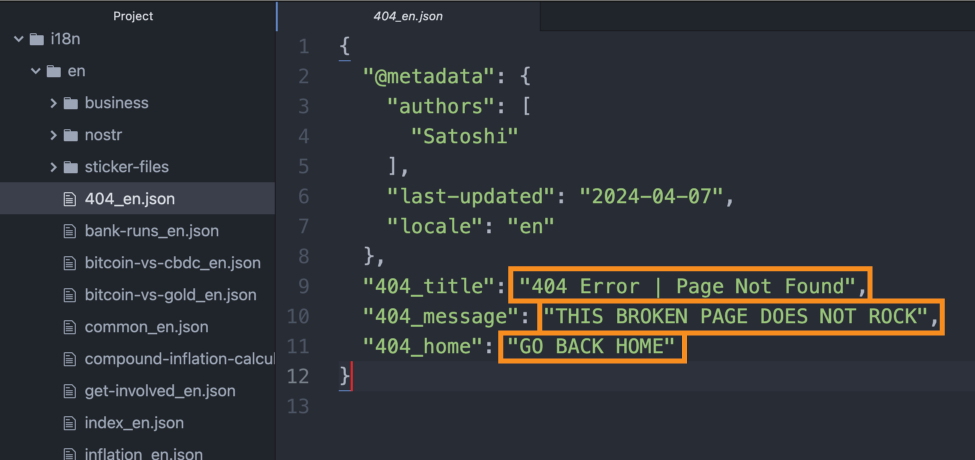 Project
i18n
en
business
nostr
sticker-files
404_en.json
bank-runs_en.json
bitcoin-vs-cbdc_en.json
bitcoin-vs-gold_en.json
common_en.json
compound-inflation-calcu
get-involved_en.json
index_en.json
inflation_en.json
404_en.json
1 {
2 "@metadata": {
3 "authors": [
4 "Satoshi"
5 ],
6 "last-updated": "2024-04-07",
7 "locale": "en"
8 },
9 "404_title": "404 Error | Page Not Found",
10 "404_message": "THIS BROKEN PAGE DOES NOT ROCK",
11 "404_home": "GO BACK HOME"
12 }
13